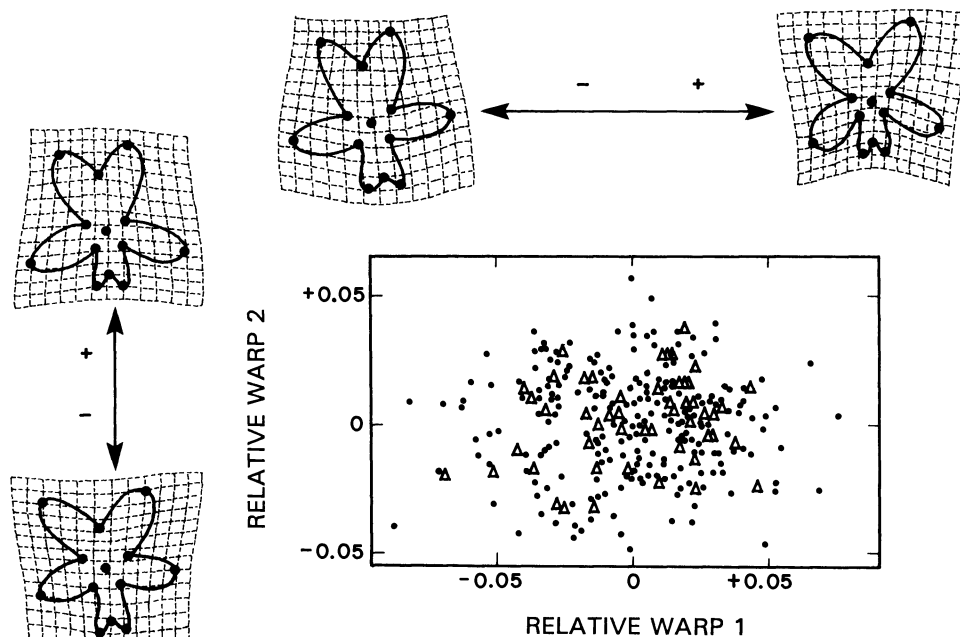 − +
+
−
RELATIVE WARP 2
+0.05
0
−0.05
−0.05 0 +0.05
RELATIVE WARP 1